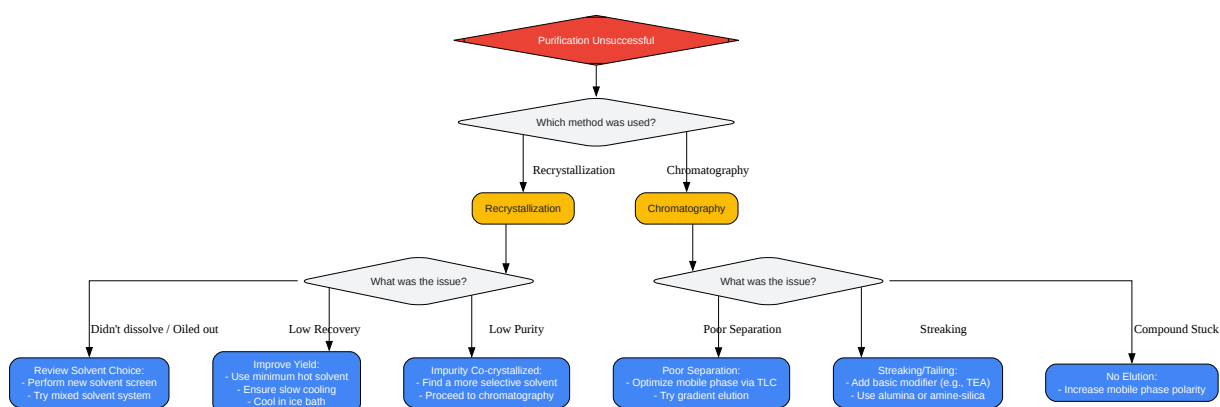 Purification Unsuccessful
Which method was used?
Recrystallization
Chromatography
Recrystallization
Chromatography
What was the issue?
What was the issue?
Didn't dissolve / Oiled out
Low Recovery
Low Purity
Poor Separation
Streaking
Compound Stuck
Review Solvent Choice:
- Perform new solvent screen
- Try mixed solvent system
Improve Yield:
- Use minimum hot solvent
- Ensure slow cooling
- Cool in ice bath
Impurity Co-crystallized:
- Find a more selective solvent
- Proceed to chromatography
Poor Separation:
- Optimize mobile phase via TLC
- Try gradient elution
Streaking/Tailing:
- Add basic modifier (e.g., TEA)
- Use alumina or amine-silica
No Elution:
- Increase mobile phase polarity